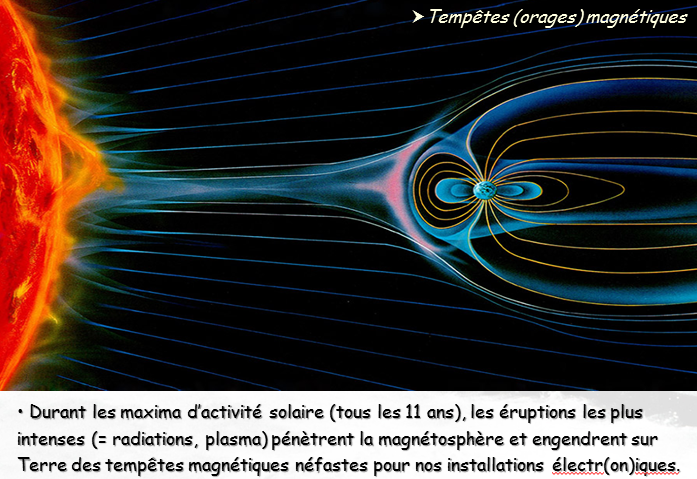 ➤ Tempêtes (orages) magnétiques
• Durant les maxima d'activité solaire (tous les 11 ans), les éruptions les plus
intenses (= radiations, plasma) pénètrent la magnétosphère et engendrent sur
Terre des tempêtes magnétiques néfastes pour nos installations électr(on)iques.